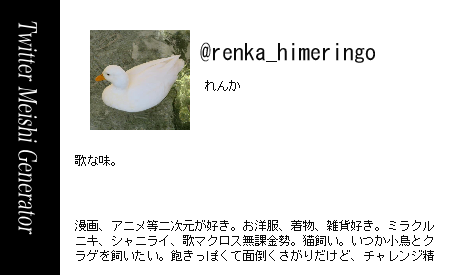 Twitter Meishi Generator
@renka_himeringo
れんか
歌な味。
漫画、アニメ等二次元が好き。お洋服、着物、雑貨好き。ミラクル
ニキ、シャニライ、歌マクロス無課金勢。猫飼い。いつか小鳥とク
ラゲを飼いたい。飽きっぽくて面倒くさがりだけど、チャレンジ精